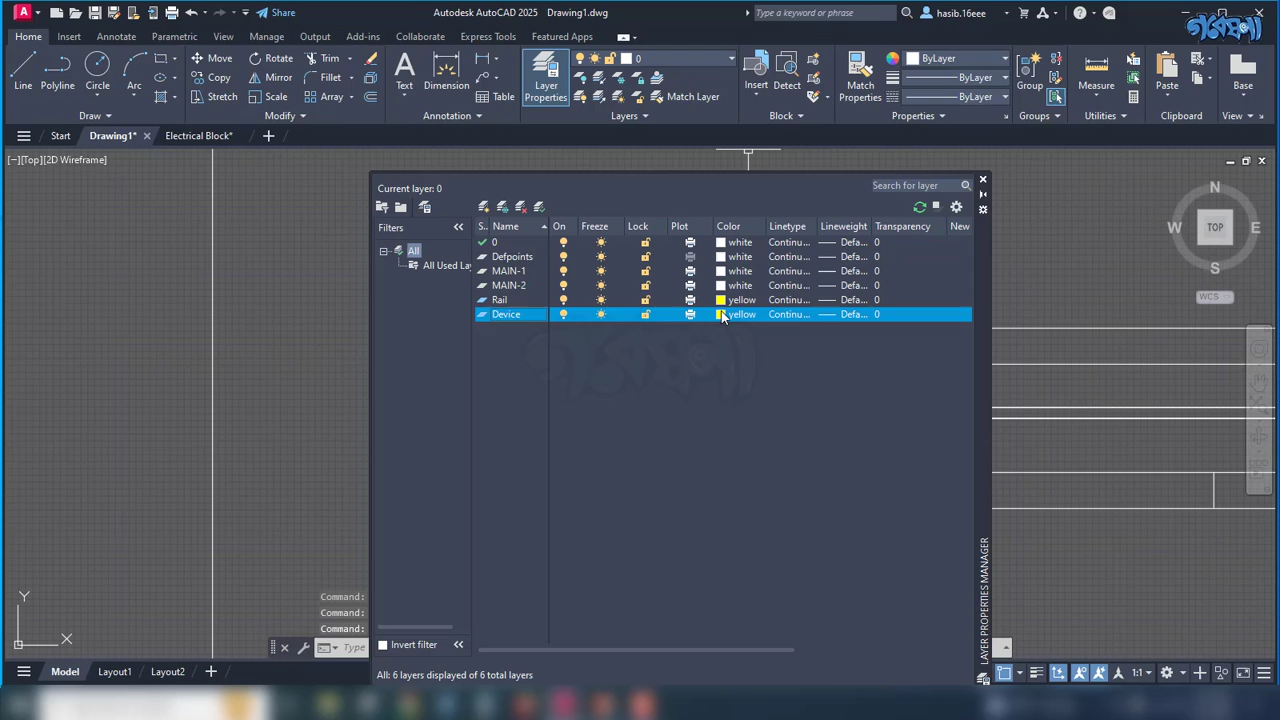 Share
Autodesk AutoCAD 2025 Drawing1.dwg
Type a keyword or phrase
hasib.16eee
গবেষণা
Home Insert Annotate Parametric View Manage Output Add-ins Collaborate Express Tools Featured Apps
Line Polyline Circle Arc
Move Rotate Trim
Copy Mirror Fillet
Stretch Scale Array
Text Dimension Table
Layer Properties
0
Match Layer
Insert Detect
Match Properties
ByLayer
ByLayer
ByLayer
Group Measure Paste Base
Draw Modify Annotation Layers Block Properties Groups Utilities Clipboard View
Start Drawing1* Electrical Block*
[−][Top][2D Wireframe]
Current layer: 0
Search for layer
Filters
All
All Used Lay
S.. Name On Freeze Lock Plot Color Linetype Lineweight Transparency New
0 white Continu... Defa... 0
Defpoints white Continu... Defa... 0
MAIN-1 white Continu... Defa... 0
MAIN-2 white Continu... Defa... 0
Rail yellow Continu... Defa... 0
Device yellow Continu... Defa... 0
গবেষণা
N
W TOP E
S
WCS
LAYER PROPERTIES MANAGER
Command:
Command:
Command:
Type
Y
X
Invert filter
All: 6 layers displayed of 6 total layers
Model Layout1 Layout2
1:1